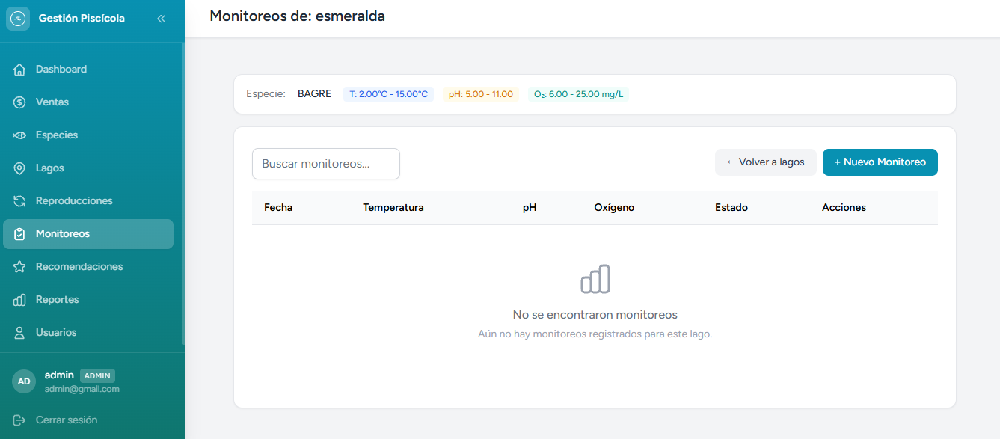 Gestión Piscícola
Dashboard
Ventas
Especies
Lagos
Reproducciones
Monitoreos
Recomendaciones
Reportes
Usuarios
AD
admin ADMIN
admin@gmail.com
Cerrar sesión
Monitoreos de: esmeralda
Especie: BAGRE T: 2.00°C - 15.00°C pH: 5.00 - 11.00 O₂: 6.00 - 25.00 mg/L
Buscar monitoreos... ← Volver a lagos + Nuevo Monitoreo
Fecha Temperatura pH Oxígeno Estado Acciones
No se encontraron monitoreos
Aún no hay monitoreos registrados para este lago.